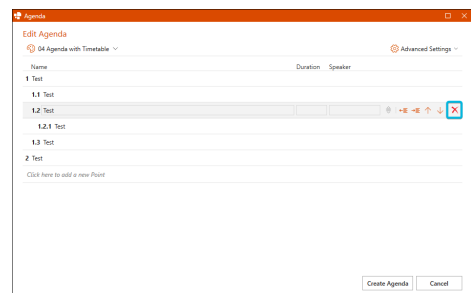 Agenda
Edit Agenda
04 Agenda with Timetable
Advanced Settings
Name Duration Speaker
1 Test
1.1 Test
1.2 Test
1.2.1 Test
1.3 Test
2 Test
Click here to add a new Point
Create Agenda Cancel